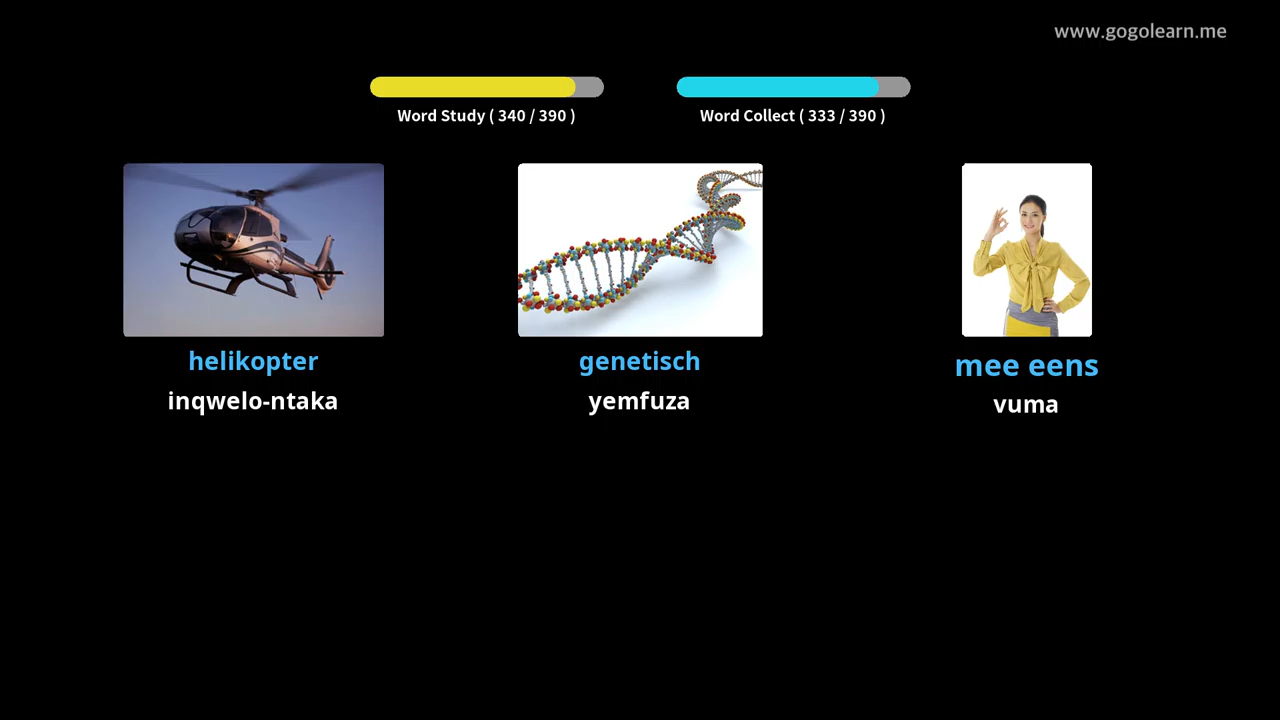 www.gogolearn.me
Word Study ( 340 / 390 )
Word Collect ( 333 / 390 )
helikopter
genetisch
mee eens
inqwelo-ntaka
yemfuza
vuma